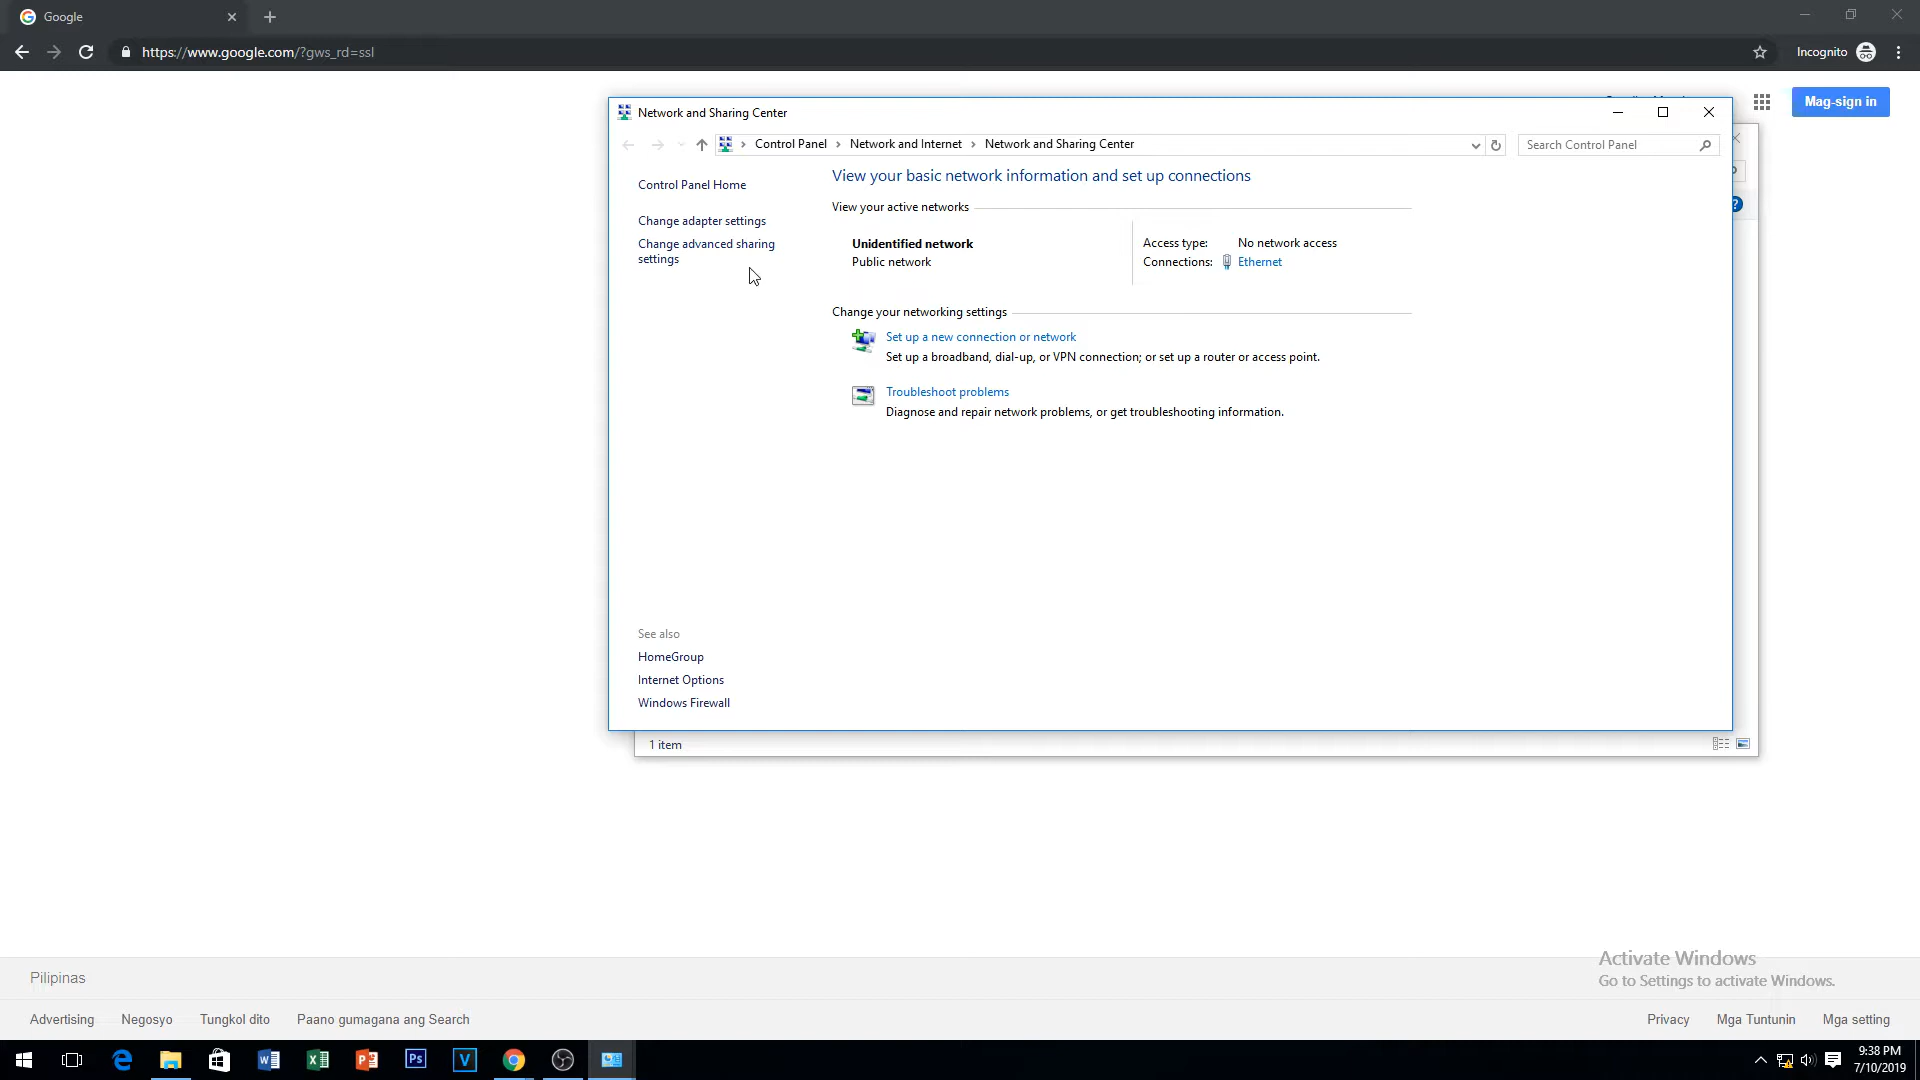 Google
https://www.google.com/?gws_rd=ssl
Incognito
Mag-sign in
Network and Sharing Center
Control Panel > Network and Internet > Network and Sharing Center
Search Control Panel
Control Panel Home
Change adapter settings
Change advanced sharing
settings
View your basic network information and set up connections
View your active networks
Unidentified network
Public network
Access type: No network access
Connections: Ethernet
Change your networking settings
Set up a new connection or network
Set up a broadband, dial-up, or VPN connection; or set up a router or access point.
Troubleshoot problems
Diagnose and repair network problems, or get troubleshooting information.
See also
HomeGroup
Internet Options
Windows Firewall
1 item
Activate Windows
Go to Settings to activate Windows.
Pilipinas
Advertising
Negosyo
Tungkol dito
Paano gumagana ang Search
Privacy
Mga Tuntunin
Mga setting
9:38 PM
7/10/2019